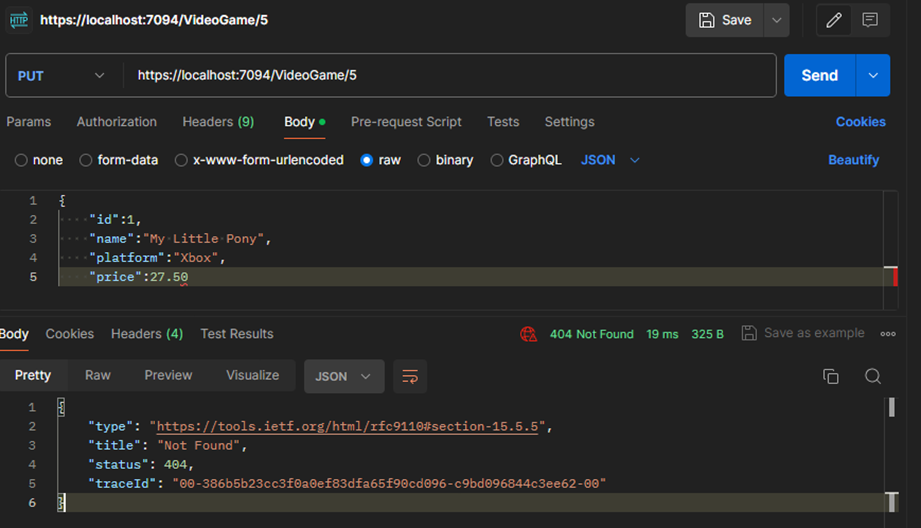 HTTP https://localhost:7094/VideoGame/5 Save
PUT https://localhost:7094/VideoGame/5 Send
Params Authorization Headers (9) Body Pre-request Script Tests Settings Cookies
none form-data x-www-form-urlencoded raw binary GraphQL JSON Beautify
1 {
2 "id":1,
3 "name":"My Little Pony",
4 "platform":"Xbox",
5 "price":27.50
Body Cookies Headers (4) Test Results 404 Not Found 19 ms 325 B Save as example
Pretty Raw Preview Visualize JSON
1 {
2 "type": "https://tools.ietf.org/html/rfc9110#section-15.5.5",
3 "title": "Not Found",
4 "status": 404,
5 "traceId": "00-386b5b23cc3f0a0ef83dfa65f90cd096-c9bd096844c3ee62-00"
6 }